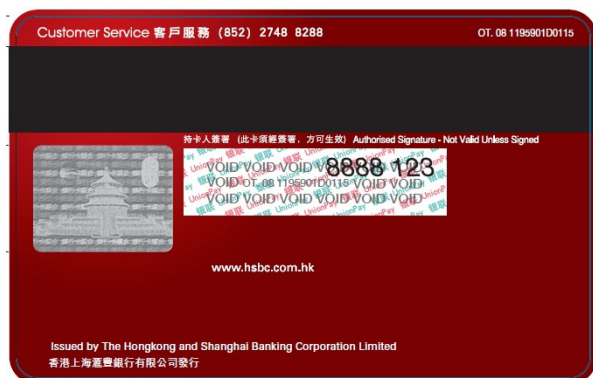 Customer Service 客戶服務 (852) 2748 8288 OT. 08 1195901D0115
持卡人簽署 (此卡須經簽署，方可生效) Authorised Signature - Not Valid Unless Signed
VOID VOID VOID VOID 8888 123
VOID OT. 08 1195901D0115 VOID VOID
VOID VOID VOID VOID VOID VOID
UnionPay 银联
www.hsbc.com.hk
Issued by The Hongkong and Shanghai Banking Corporation Limited
香港上海滙豐銀行有限公司發行